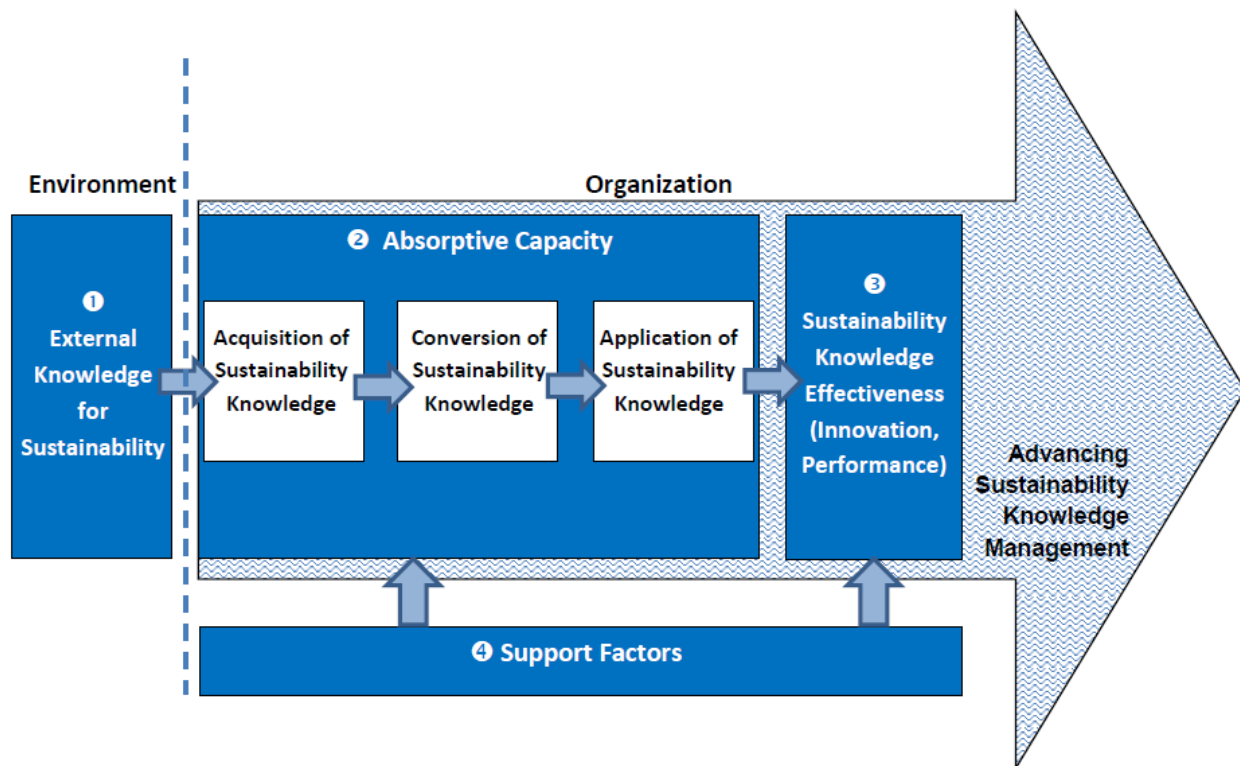 Environment
Organization
❶
External
Knowledge
for
Sustainability
❷ Absorptive Capacity
Acquisition of
Sustainability
Knowledge
Conversion of
Sustainability
Knowledge
Application of
Sustainability
Knowledge
❸
Sustainability
Knowledge
Effectiveness
(Innovation,
Performance)
Advancing
Sustainability
Knowledge
Management
❹ Support Factors